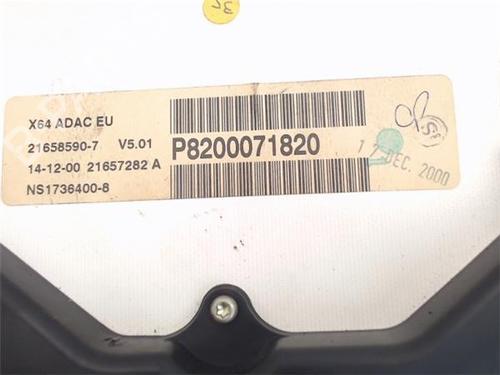 X64 ADAC EU
21658590-7 V5.01
14-12-00 21657282 A
NS1736400-8
P8200071820
DEC. 2000